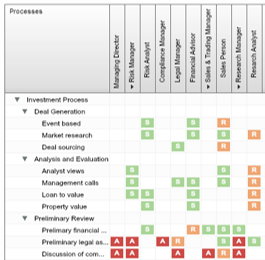 Processes
Managing Director
▼ Risk Manager
Risk Analyst
Compliance Manager
Legal Manager
Financial Advisor
▼ Sales & Trading Manager
Sales Person
▼ Research Manager
Research Analyst
▼ Investment Process
▼ Deal Generation
Event based S S R
Market research S S S R
Deal sourcing S R
▼ Analysis and Evaluation
Analyst views S S R
Management calls S S S S R
Loan to value S S S R
Property value S S R
▼ Preliminary Review
Preliminary financial ... S R S S S
Preliminary legal as... A A A R S A S
Discussion of com... A A A A R A